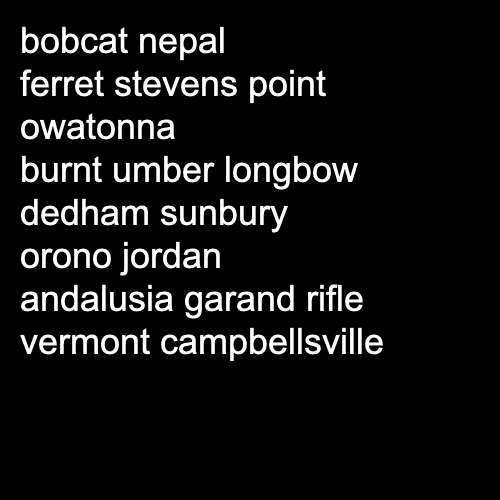 bobcat nepal
ferret stevens point
owatonna
burnt umber longbow
dedham sunbury
orono jordan
andalusia garand rifle
vermont campbellsville